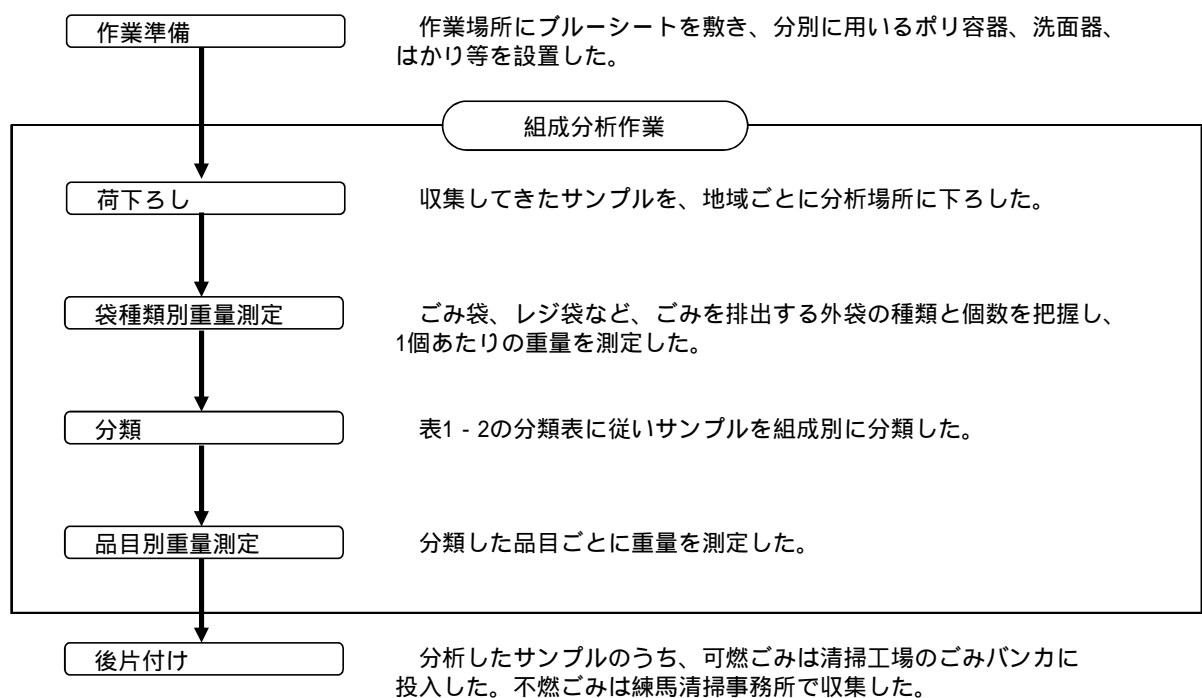 作業準備
作業場所にブルーシートを敷き、分別に用いるポリ容器、洗面器、
はかり等を設置した。
組成分析作業
荷下ろし
収集してきたサンプルを、地域ごとに分析場所に下ろした。
袋種類別重量測定
ごみ袋、レジ袋など、ごみを排出する外袋の種類と個数を把握し、
1個あたりの重量を測定した。
分類
表1‐2の分類表に従いサンプルを組成別に分類した。
品目別重量測定
分類した品目ごとに重量を測定した。
後片付け
分析したサンプルのうち、可燃ごみは清掃工場のごみバンカに
投入した。不燃ごみは練馬清掃事務所で収集した。